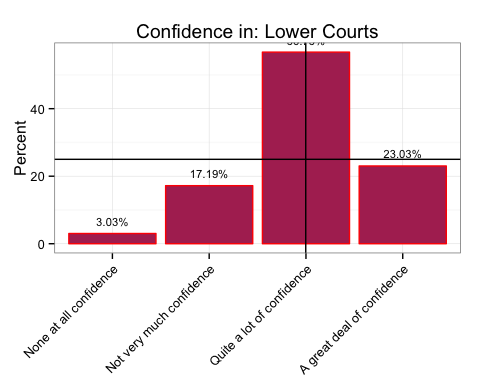 Confidence in: Lower Courts
Percent
40
20
0
3.03%
17.19%
23.03%
None at all confidence
Not very much confidence
Quite a lot of confidence
A great deal of confidence